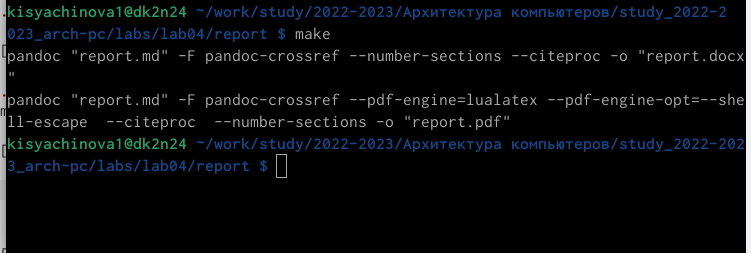 kisyachinova1@dk2n24 ~/work/study/2022-2023/Архитектура компьютеров/study_2022-2
023_arch-pc/labs/lab04/report $ make
pandoc "report.md" -F pandoc-crossref --number-sections --citeproc -o "report.docx
"
pandoc "report.md" -F pandoc-crossref --pdf-engine=lualatex --pdf-engine-opt=--she
ll-escape  --citeproc  --number-sections -o "report.pdf"
kisyachinova1@dk2n24 ~/work/study/2022-2023/Архитектура компьютеров/study_2022-202
3_arch-pc/labs/lab04/report $